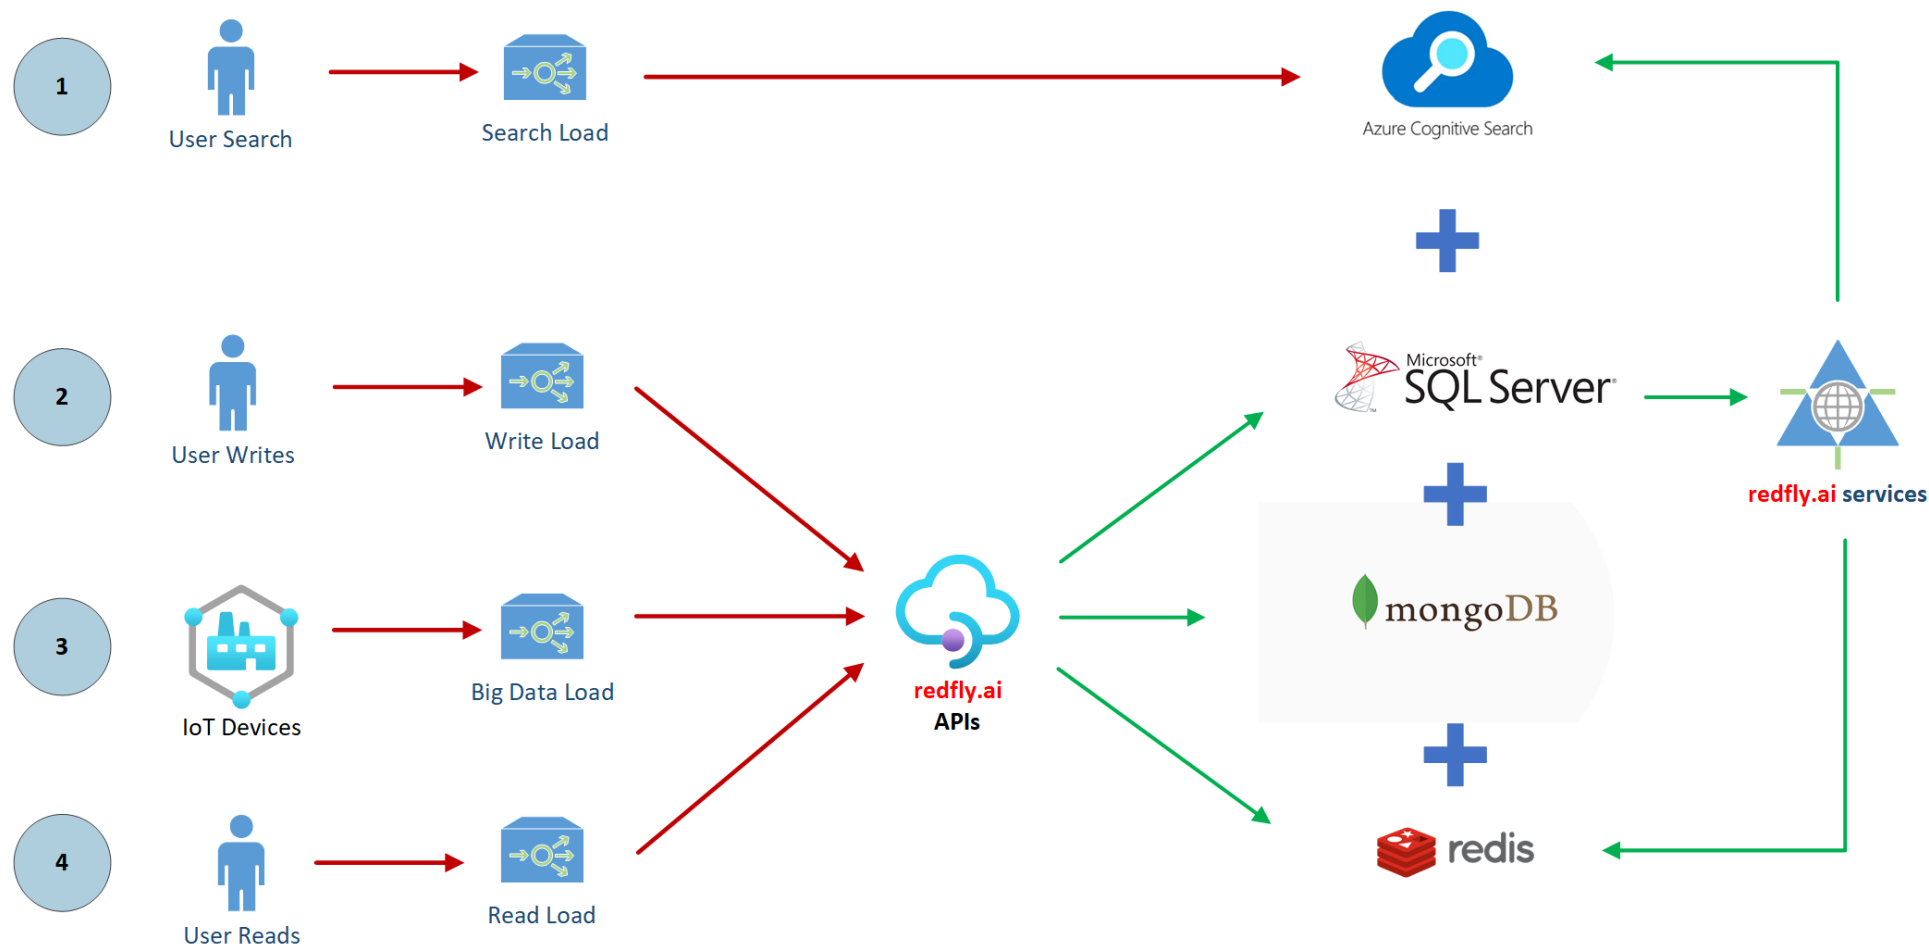 1
User Search
Search Load
Azure Cognitive Search
2
User Writes
Write Load
Microsoft®
SQL Server®
™
redfly.ai services
3
IoT Devices
Big Data Load
redfly.ai
APIs
mongoDB
4
User Reads
Read Load
redis